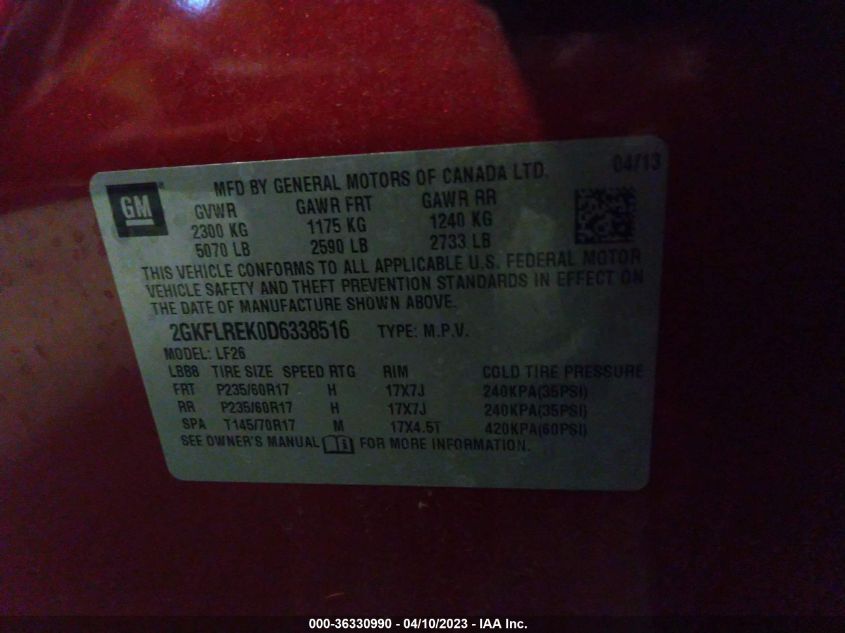 GM
MFD BY GENERAL MOTORS OF CANADA LTD. 04/13
GVWR GAWR FRT GAWR RR
2300 KG 1175 KG 1240 KG
5070 LB 2590 LB 2733 LB
THIS VEHICLE CONFORMS TO ALL APPLICABLE U.S. FEDERAL MOTOR
VEHICLE SAFETY AND THEFT PREVENTION STANDARDS IN EFFECT ON
THE DATE OF MANUFACTURE SHOWN ABOVE.
2GKFLREK0D6338516 TYPE: M.P.V.
MODEL: LF26
LBB8 TIRE SIZE SPEED RTG RIM COLD TIRE PRESSURE
FRT P235/60R17 H 17X7J 240KPA(35PSI)
RR P235/60R17 H 17X7J 240KPA(35PSI)
SPA T145/70R17 M 17X4.5T 420KPA(60PSI)
SEE OWNER'S MANUAL FOR MORE INFORMATION.
000-36330990 - 04/10/2023 - IAA Inc.